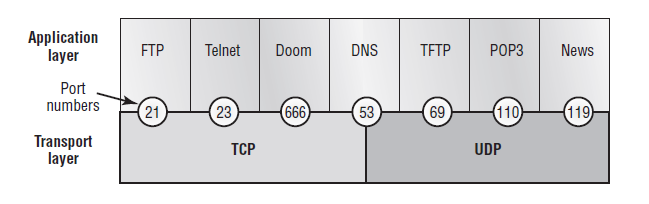 Application
layer
FTP Telnet Doom DNS TFTP POP3 News
Port
numbers
21 23 666 53 69 110 119
Transport
layer
TCP UDP